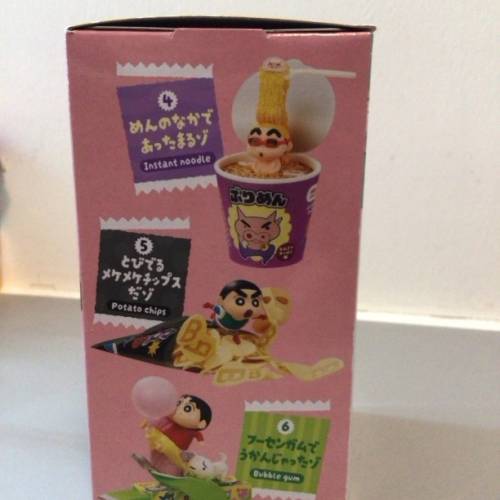 4
めんのなかで
あったまるゾ
Instant noodle
ぶりめん
5
とびでる
メケメケチップス
だゾ
Potato chips
6
フーセンガムで
うかんじゃったゾ
Bubble gum